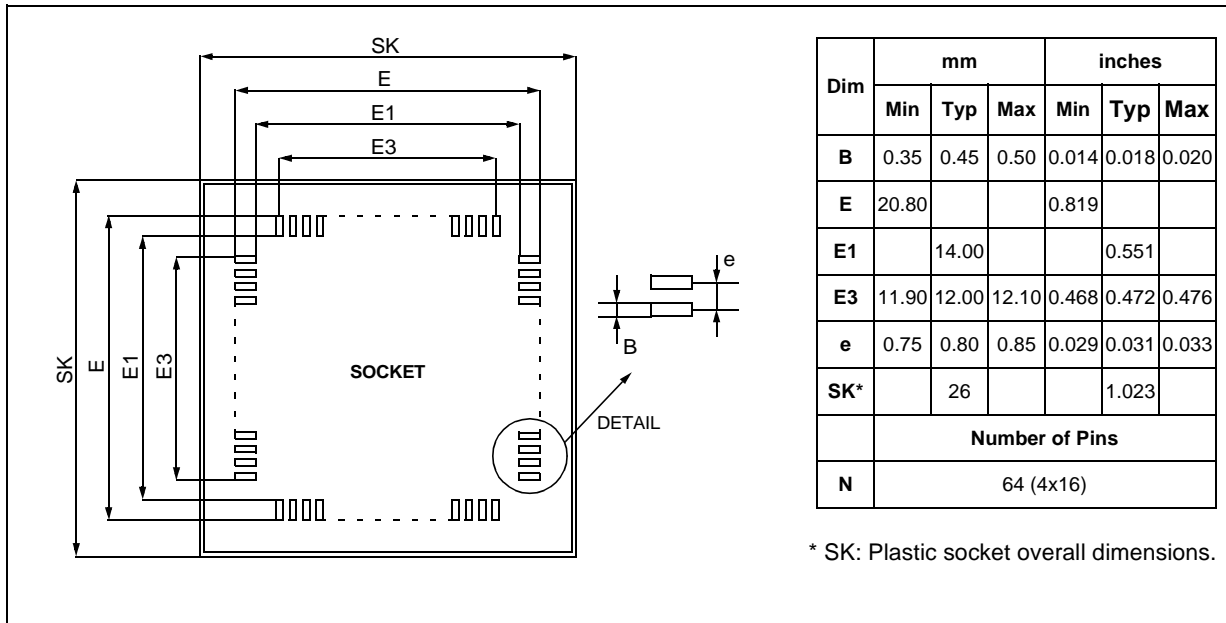 SK
E
E1
E3
SK
E
E1
E3
SOCKET
e
B
DETAIL
Dim mm inches
Min Typ Max Min Typ Max
B 0.35 0.45 0.50 0.014 0.018 0.020
E 20.80 0.819
E1 14.00 0.551
E3 11.90 12.00 12.10 0.468 0.472 0.476
e 0.75 0.80 0.85 0.029 0.031 0.033
SK* 26 1.023
Number of Pins
N 64 (4x16)
* SK: Plastic socket overall dimensions.